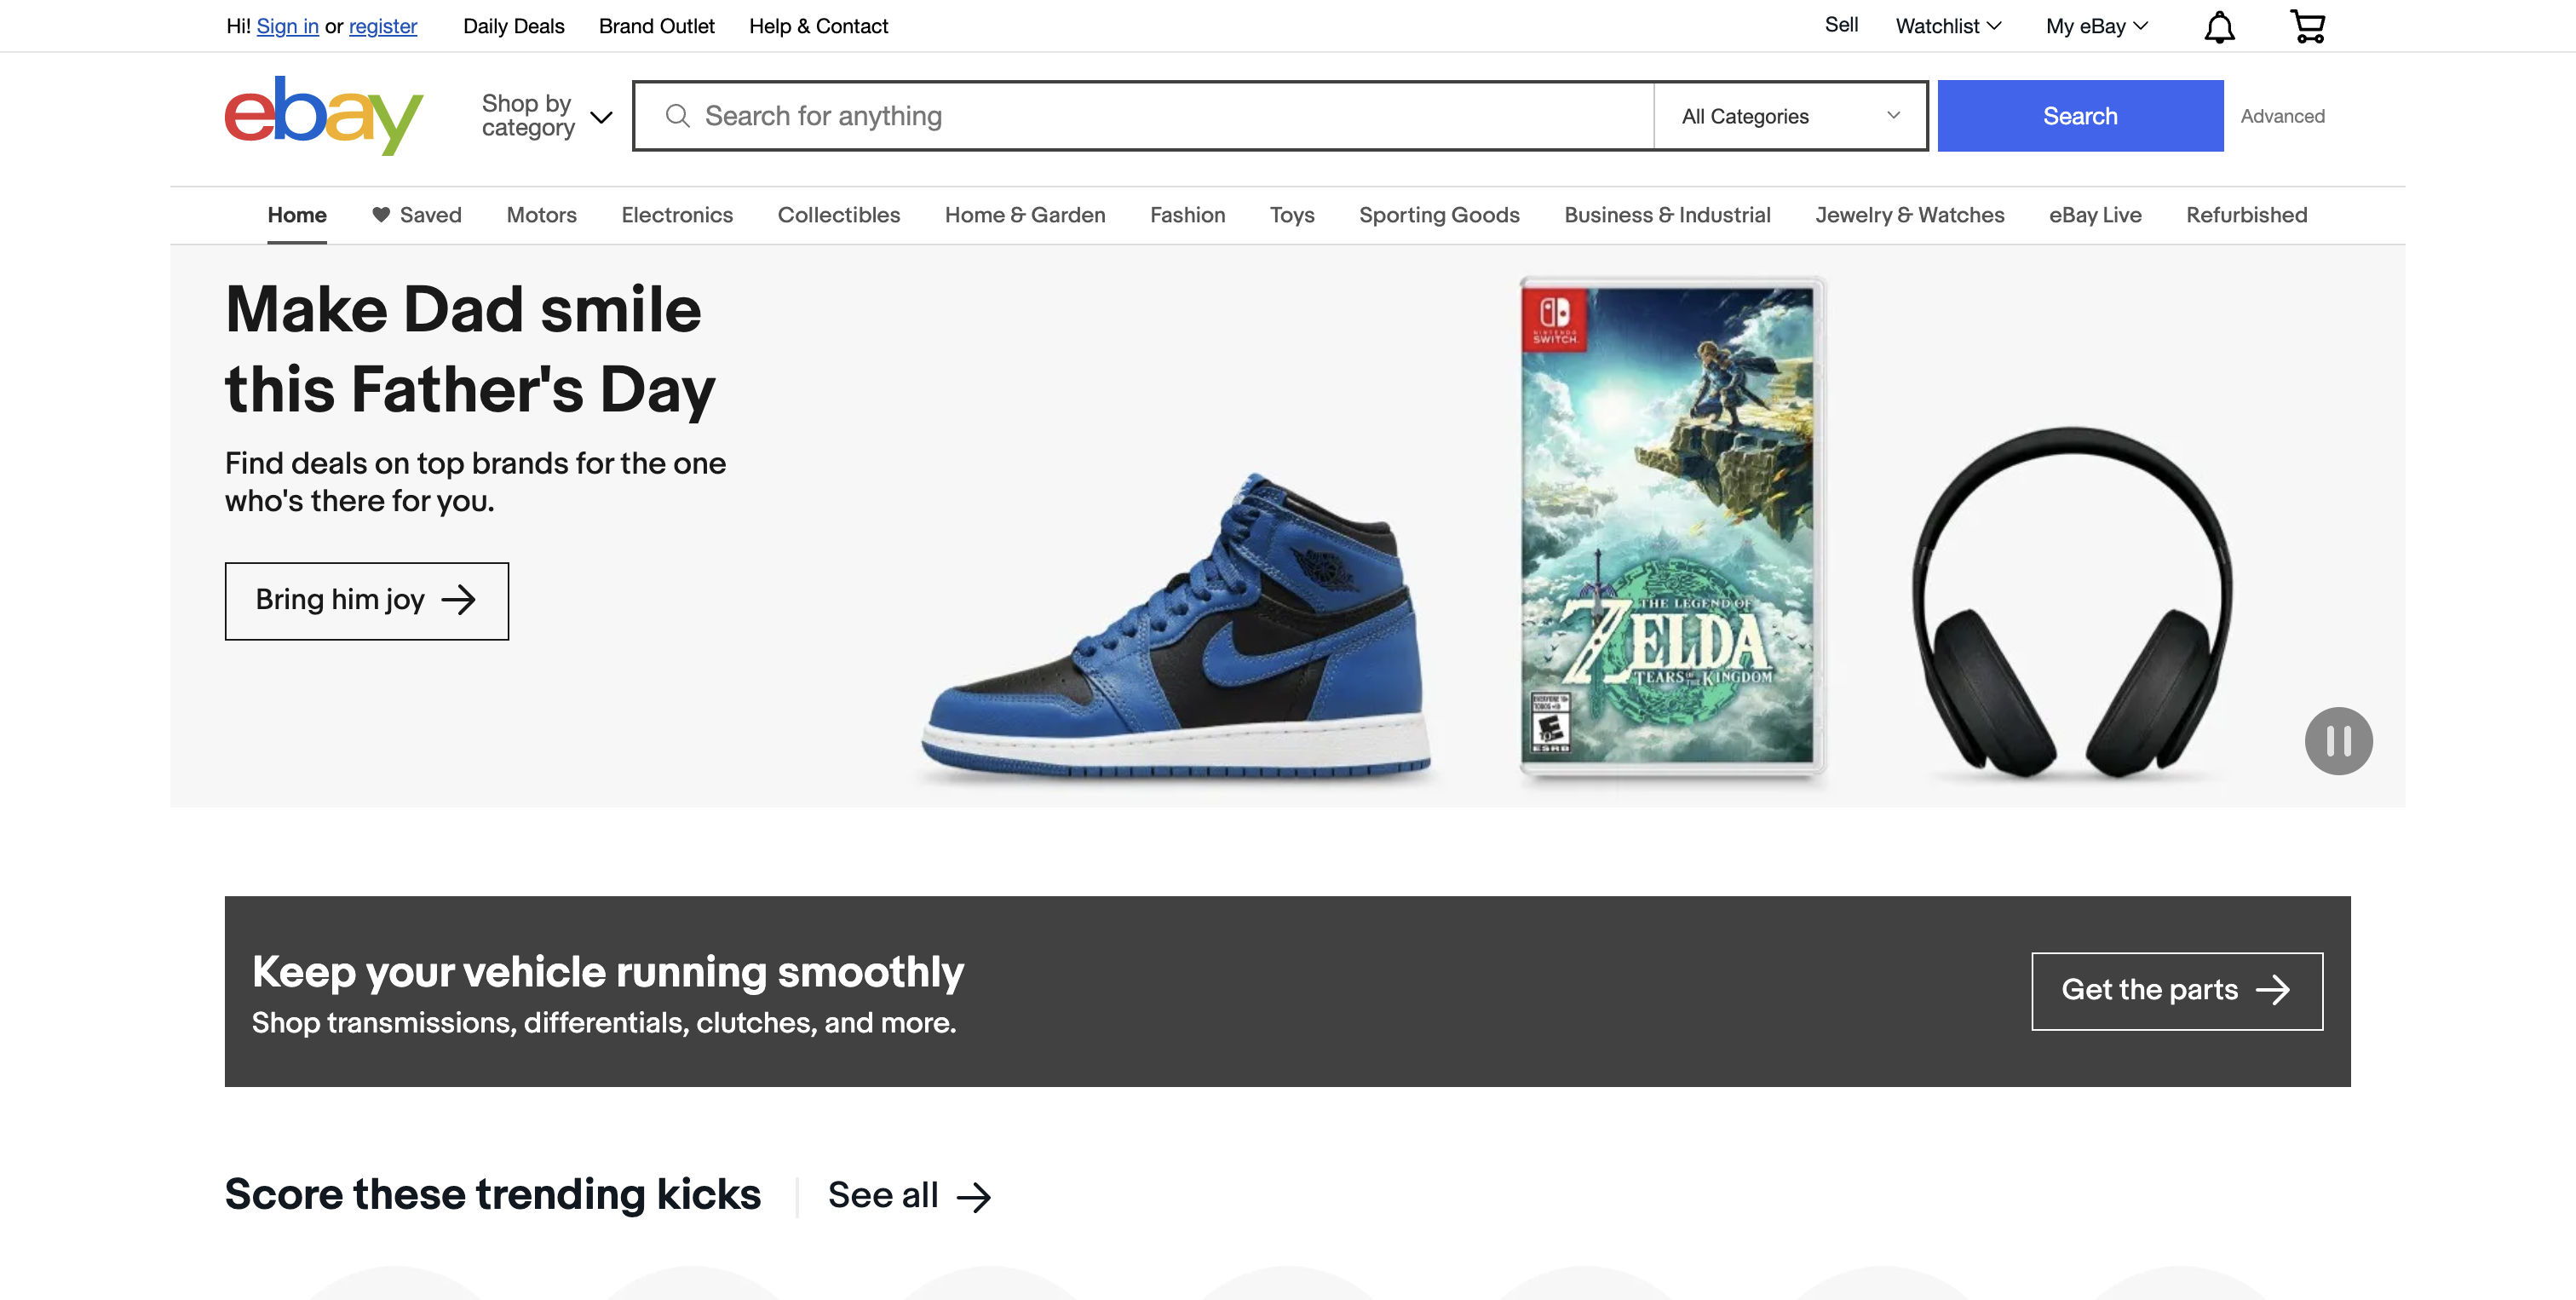 Hi! Sign in or register Daily Deals Brand Outlet Help & Contact Sell Watchlist My eBay
ebay
Shop by
category
Search for anything
All Categories
Search
Advanced
Home Saved Motors Electronics Collectibles Home & Garden Fashion Toys Sporting Goods Business & Industrial Jewelry & Watches eBay Live Refurbished
Make Dad smile
this Father's Day
Find deals on top brands for the one
who's there for you.
Bring him joy
NINTENDO
SWITCH.
THE LEGEND OF
ZELDA
TEARS OF THE KINGDOM
EVERYONE 10+
E
10+
ESRB
Keep your vehicle running smoothly
Shop transmissions, differentials, clutches, and more.
Get the parts
Score these trending kicks
See all